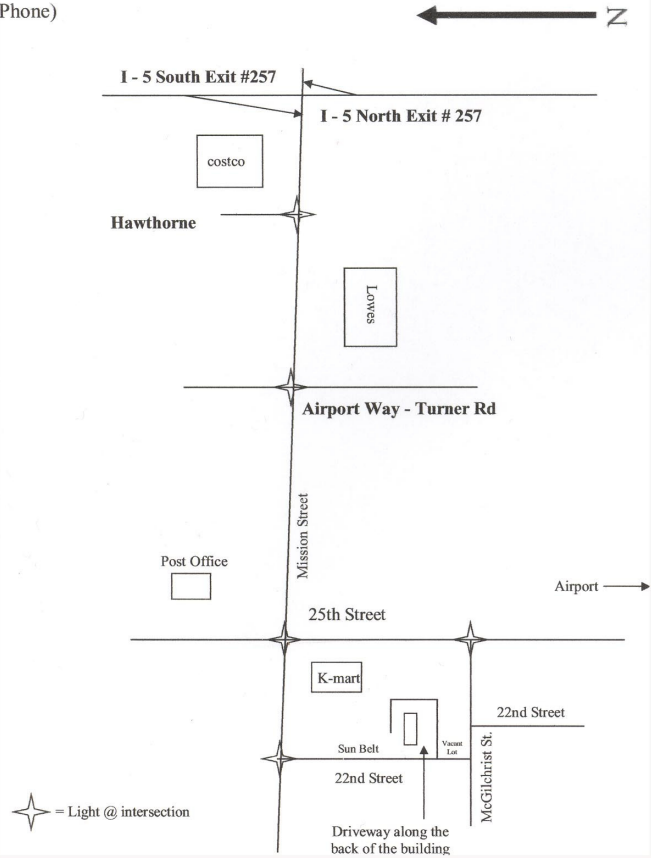 Phone)
N
I - 5 South Exit #257
I - 5 North Exit # 257
costco
Hawthorne
Lowes
Airport Way - Turner Rd
Mission Street
Post Office
Airport
25th Street
K-mart
22nd Street
Sun Belt
Vacant
Lot
22nd Street
McGilchrist St.
= Light @ intersection
Driveway along the
back of the building